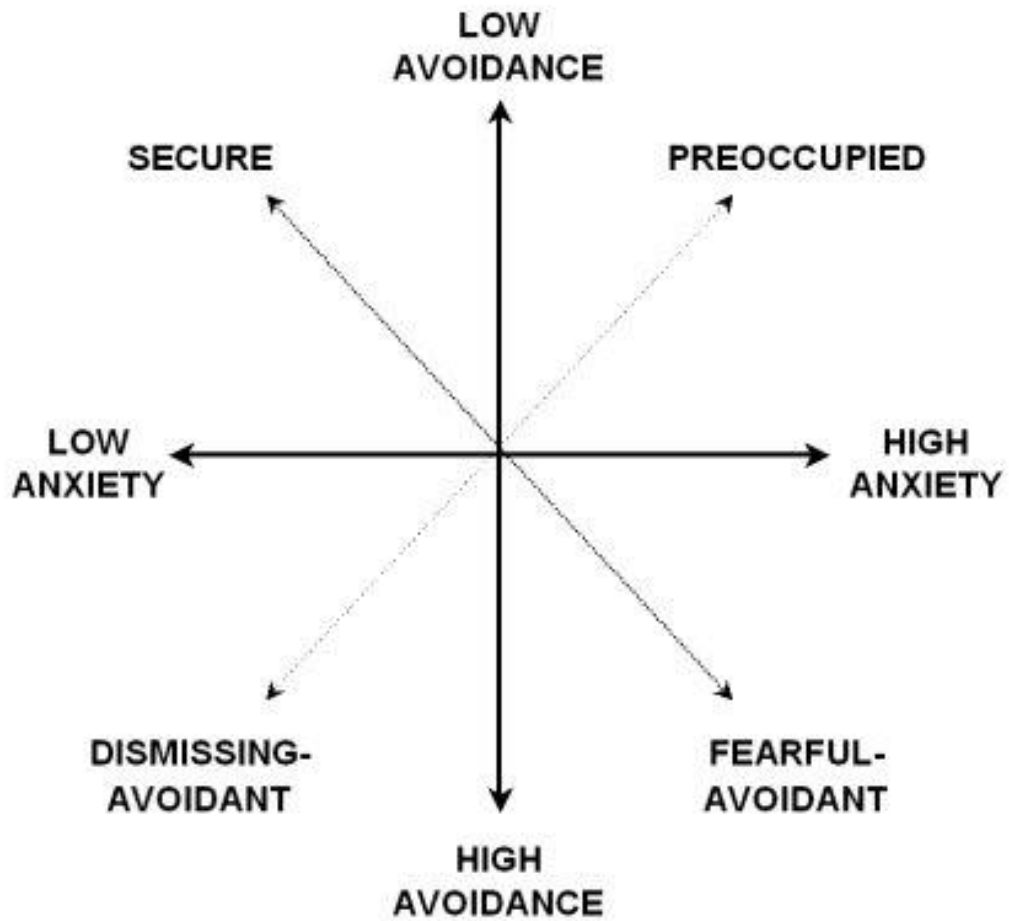 LOW
AVOIDANCE
SECURE
PREOCCUPIED
LOW
ANXIETY
HIGH
ANXIETY
DISMISSING-
AVOIDANT
FEARFUL-
AVOIDANT
HIGH
AVOIDANCE